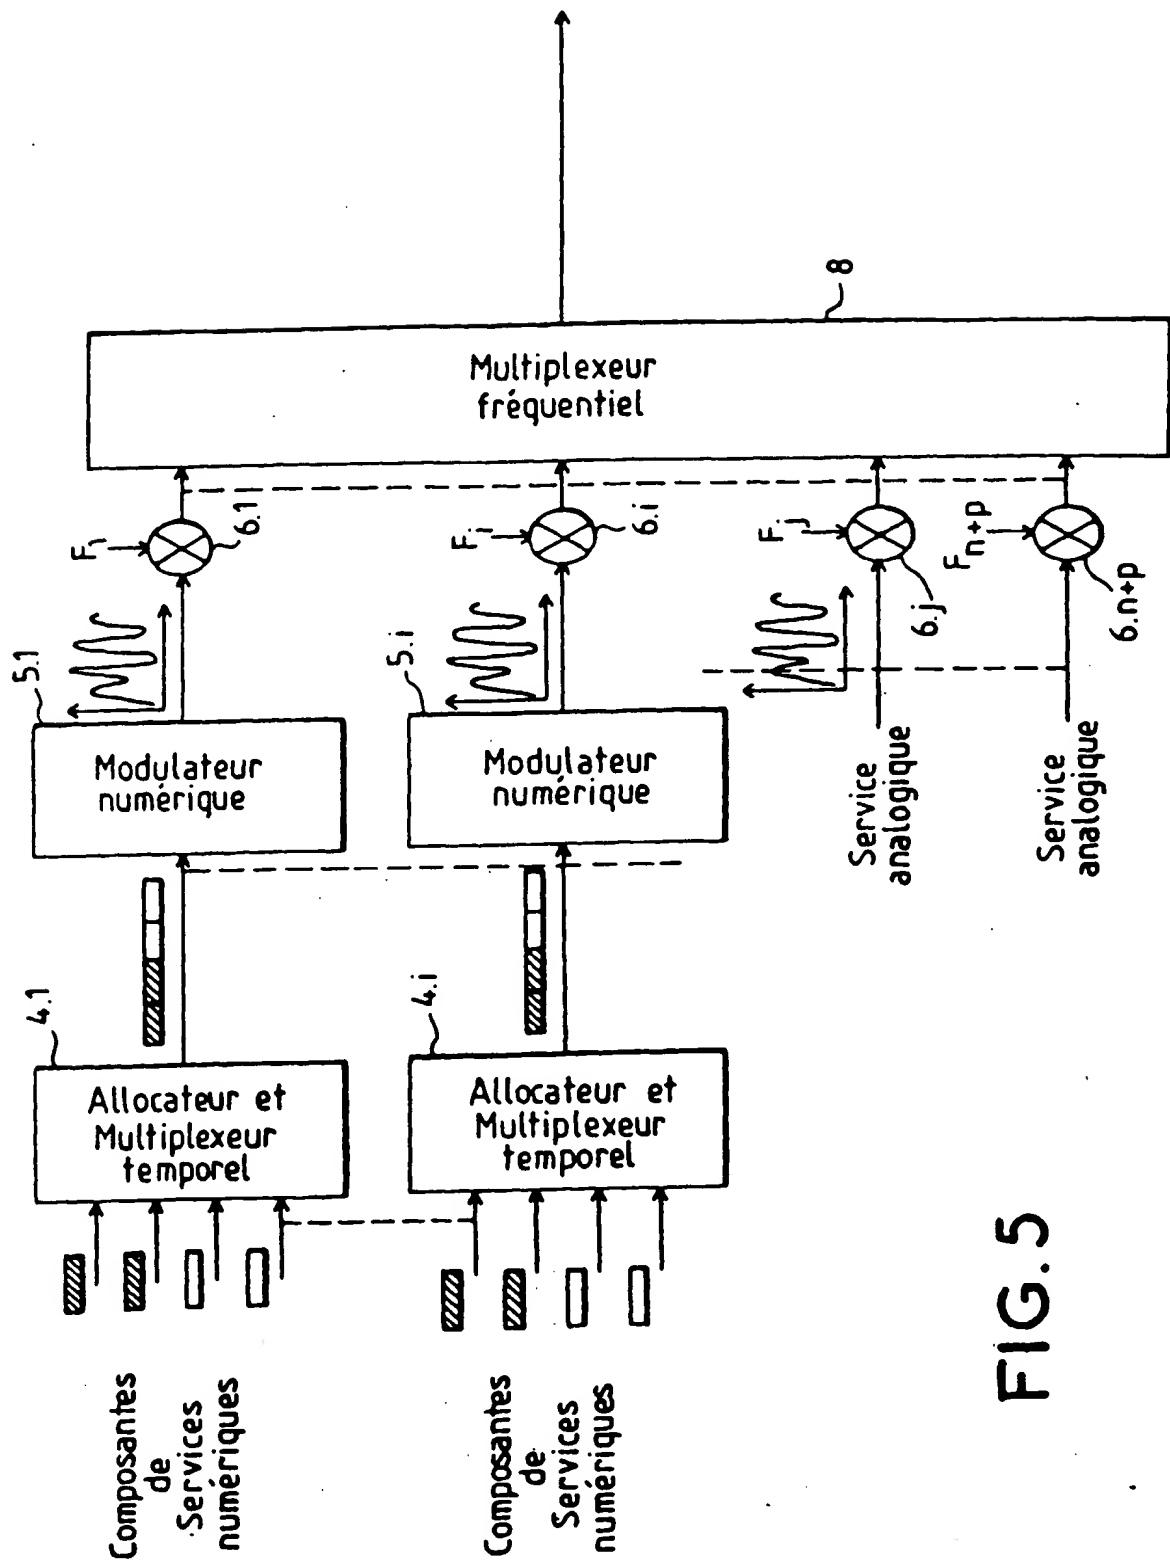 Composantes
de
Services
numériques
4.1
Allocateur et
Multiplexeur
temporel
5.1
Modulateur
numérique
F1
6.1
Composantes
de
Services
numériques
4.i
Allocateur et
Multiplexeur
temporel
5.i
Modulateur
numérique
Fi
6.i
Service
analogique
Fj
6.j
Service
analogique
Fn+p
6.n+p
Multiplexeur
fréquentiel
8
FIG.5